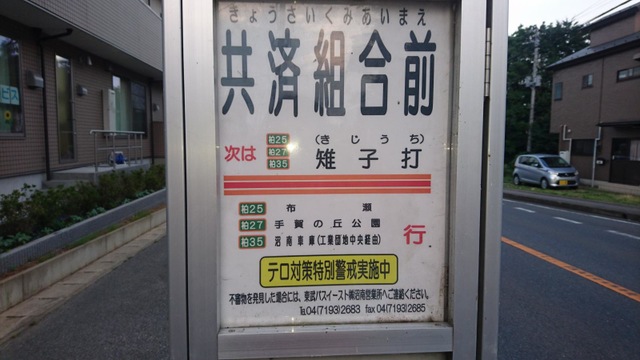 きょうさいくみあいまえ
共済組合前
次は 柏25 柏27 柏35 (きじうち) 雉子打
柏25 布瀬
柏27 手賀の丘公園
柏35 沼南車庫(工業団地中央経由) 行
テロ対策特別警戒実施中
不審物を発見した場合には、東武バスイースト㈱沼南営業所へご連絡ください。
℡04(7193)2683 fax04(7193)2685